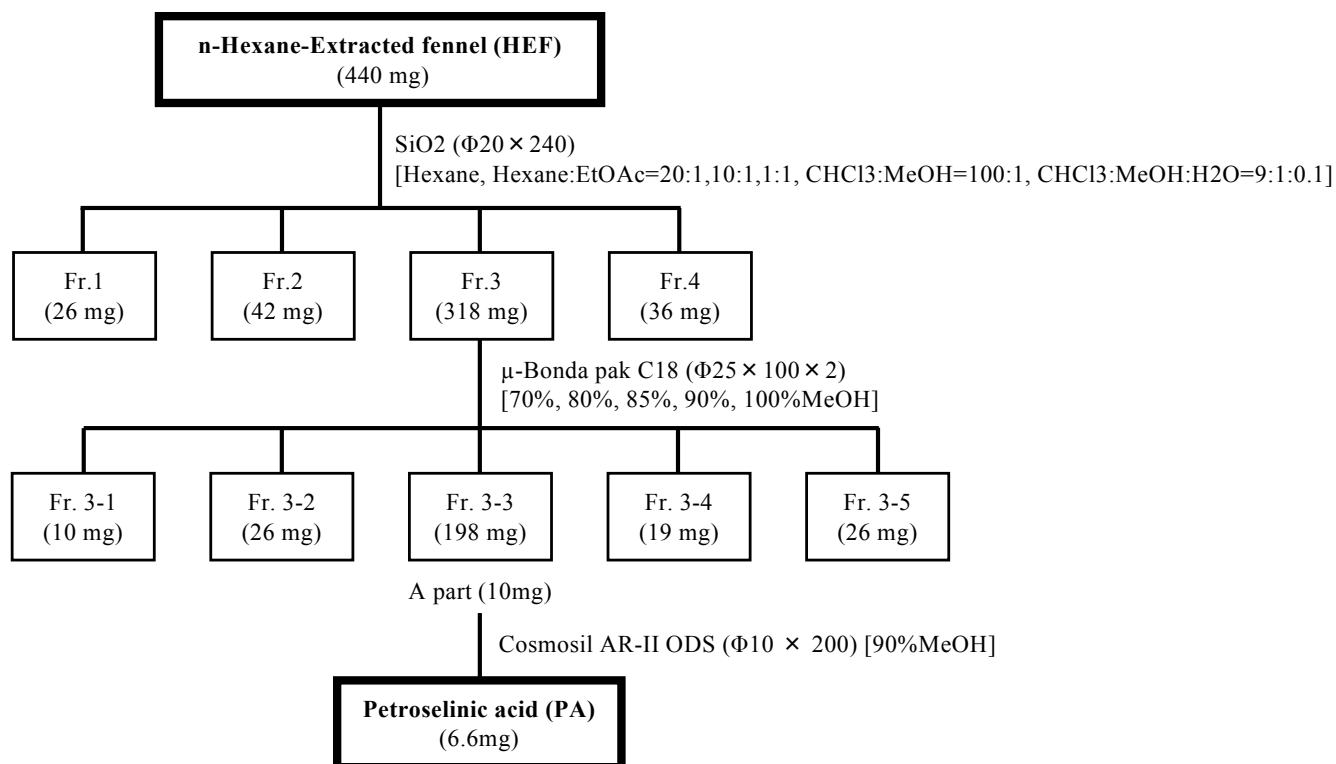 n-Hexane-Extracted fennel (HEF)
(440 mg)
SiO2 (Φ20×240)
[Hexane, Hexane:EtOAc=20:1,10:1,1:1, CHCl3:MeOH=100:1, CHCl3:MeOH:H2O=9:1:0.1]
Fr.1
(26 mg)
Fr.2
(42 mg)
Fr.3
(318 mg)
Fr.4
(36 mg)
μ-Bonda pak C18 (Φ25×100×2)
[70%, 80%, 85%, 90%, 100%MeOH]
Fr. 3-1
(10 mg)
Fr. 3-2
(26 mg)
Fr. 3-3
(198 mg)
Fr. 3-4
(19 mg)
Fr. 3-5
(26 mg)
A part (10mg)
Cosmosil AR-II ODS (Φ10 × 200) [90%MeOH]
Petroselinic acid (PA)
(6.6mg)